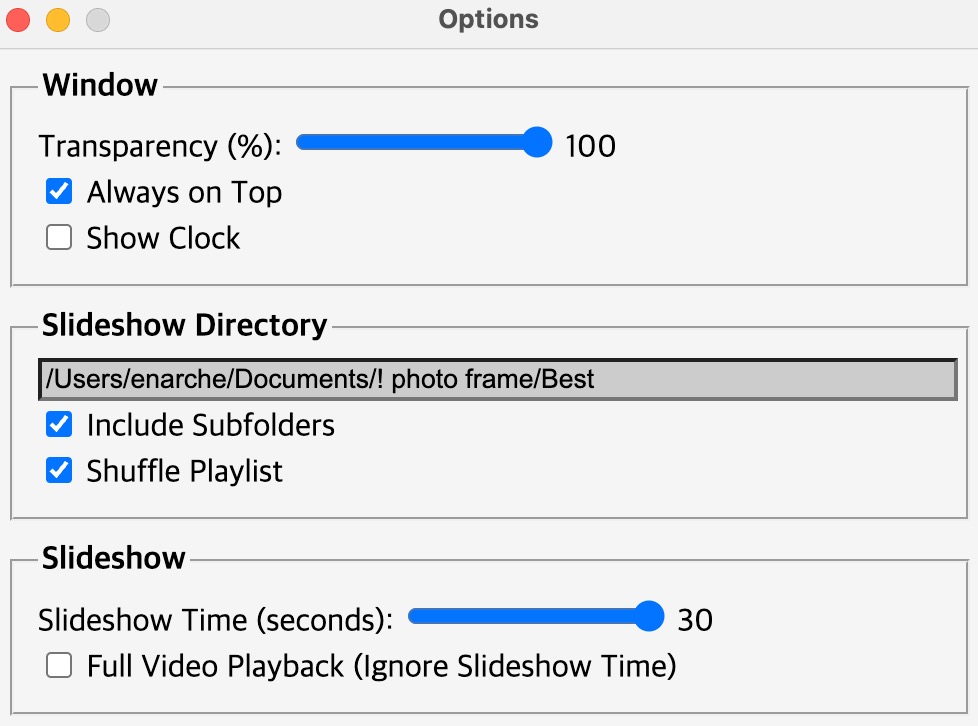 Options
Window
Transparency (%): 100
Always on Top
Show Clock
Slideshow Directory
/Users/enarche/Documents/! photo frame/Best
Include Subfolders
Shuffle Playlist
Slideshow
Slideshow Time (seconds): 30
Full Video Playback (Ignore Slideshow Time)